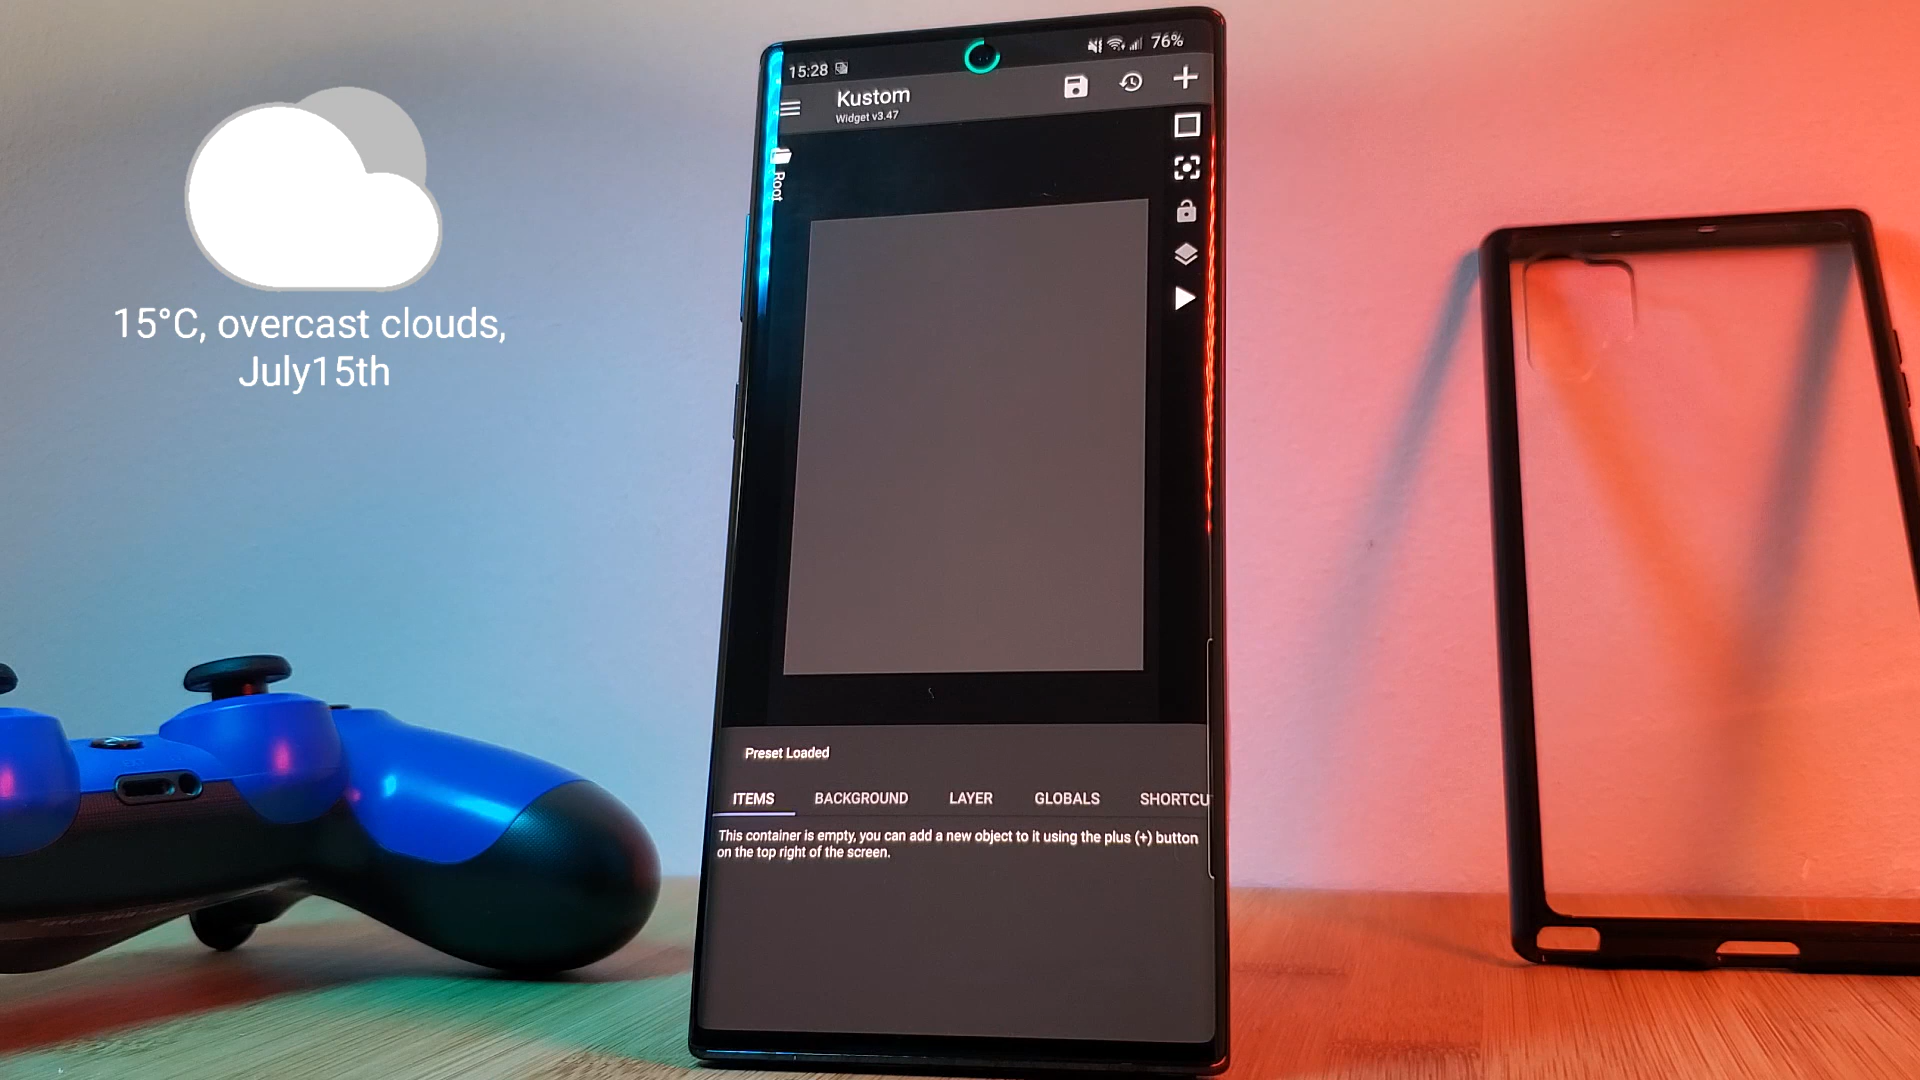 15°C, overcast clouds,
July15th
15:28
76%
Kustom
Widget v3.47
Root
Preset Loaded
ITEMS
BACKGROUND
LAYER
GLOBALS
SHORTCU
This container is empty, you can add a new object to it using the plus (+) button
on the top right of the screen.